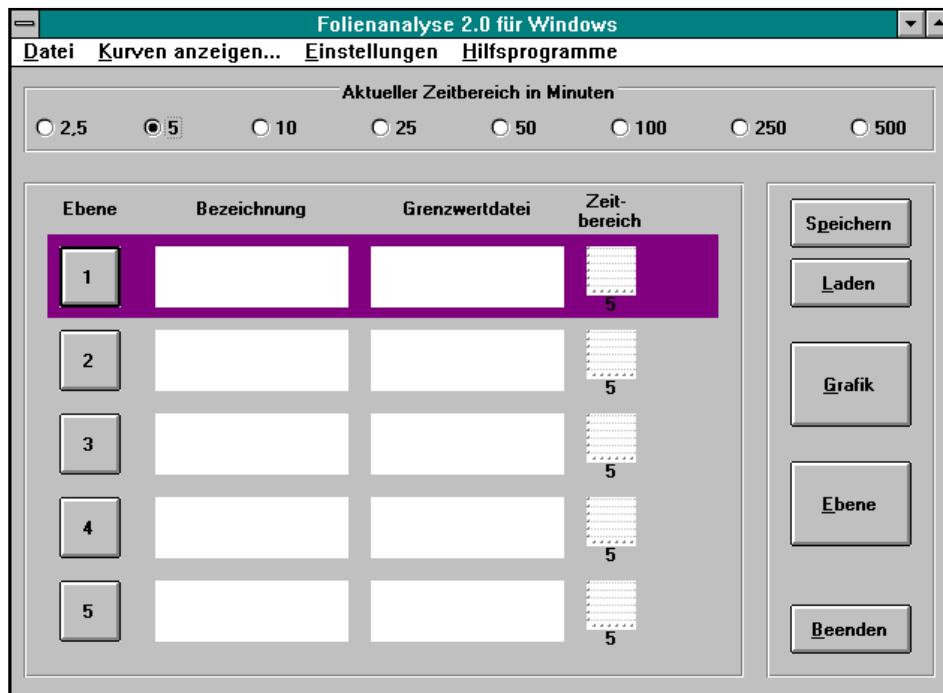 Folienanalyse 2.0 für Windows
Datei Kurven anzeigen... Einstellungen Hilfsprogramme
Aktueller Zeitbereich in Minuten
2,5 5 10 25 50 100 250 500
Ebene Bezeichnung Grenzwertdatei Zeit-
bereich
1
5
2
5
3
5
4
5
5
5
Speichern
Laden
Grafik
Ebene
Beenden